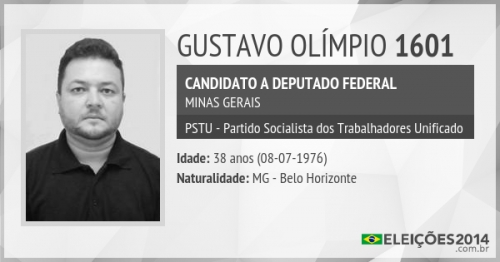 GUSTAVO OLÍMPIO 1601
CANDIDATO A DEPUTADO FEDERAL
MINAS GERAIS
PSTU - Partido Socialista dos Trabalhadores Unificado
Idade: 38 anos (08-07-1976)
Naturalidade: MG - Belo Horizonte
ELEIÇÕES2014
.com.br